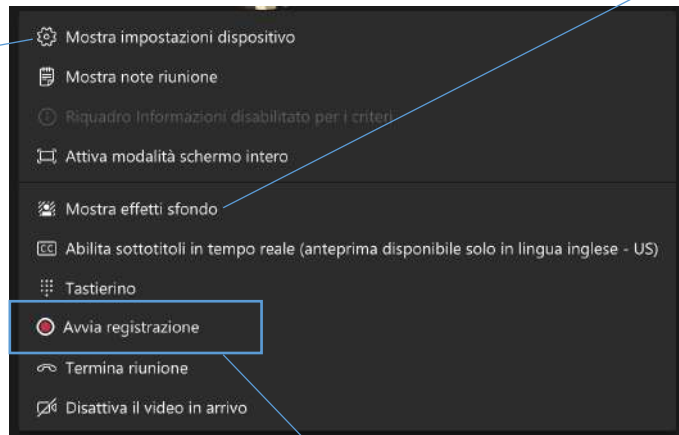 Mostra impostazioni dispositivo
Mostra note riunione
Riquadro Informazioni disabilitato per i criteri
Attiva modalità schermo intero
Mostra effetti sfondo
CC Abilita sottotitoli in tempo reale (anteprima disponibile solo in lingua inglese - US)
Tastierino
Avvia registrazione
Termina riunione
Disattiva il video in arrivo